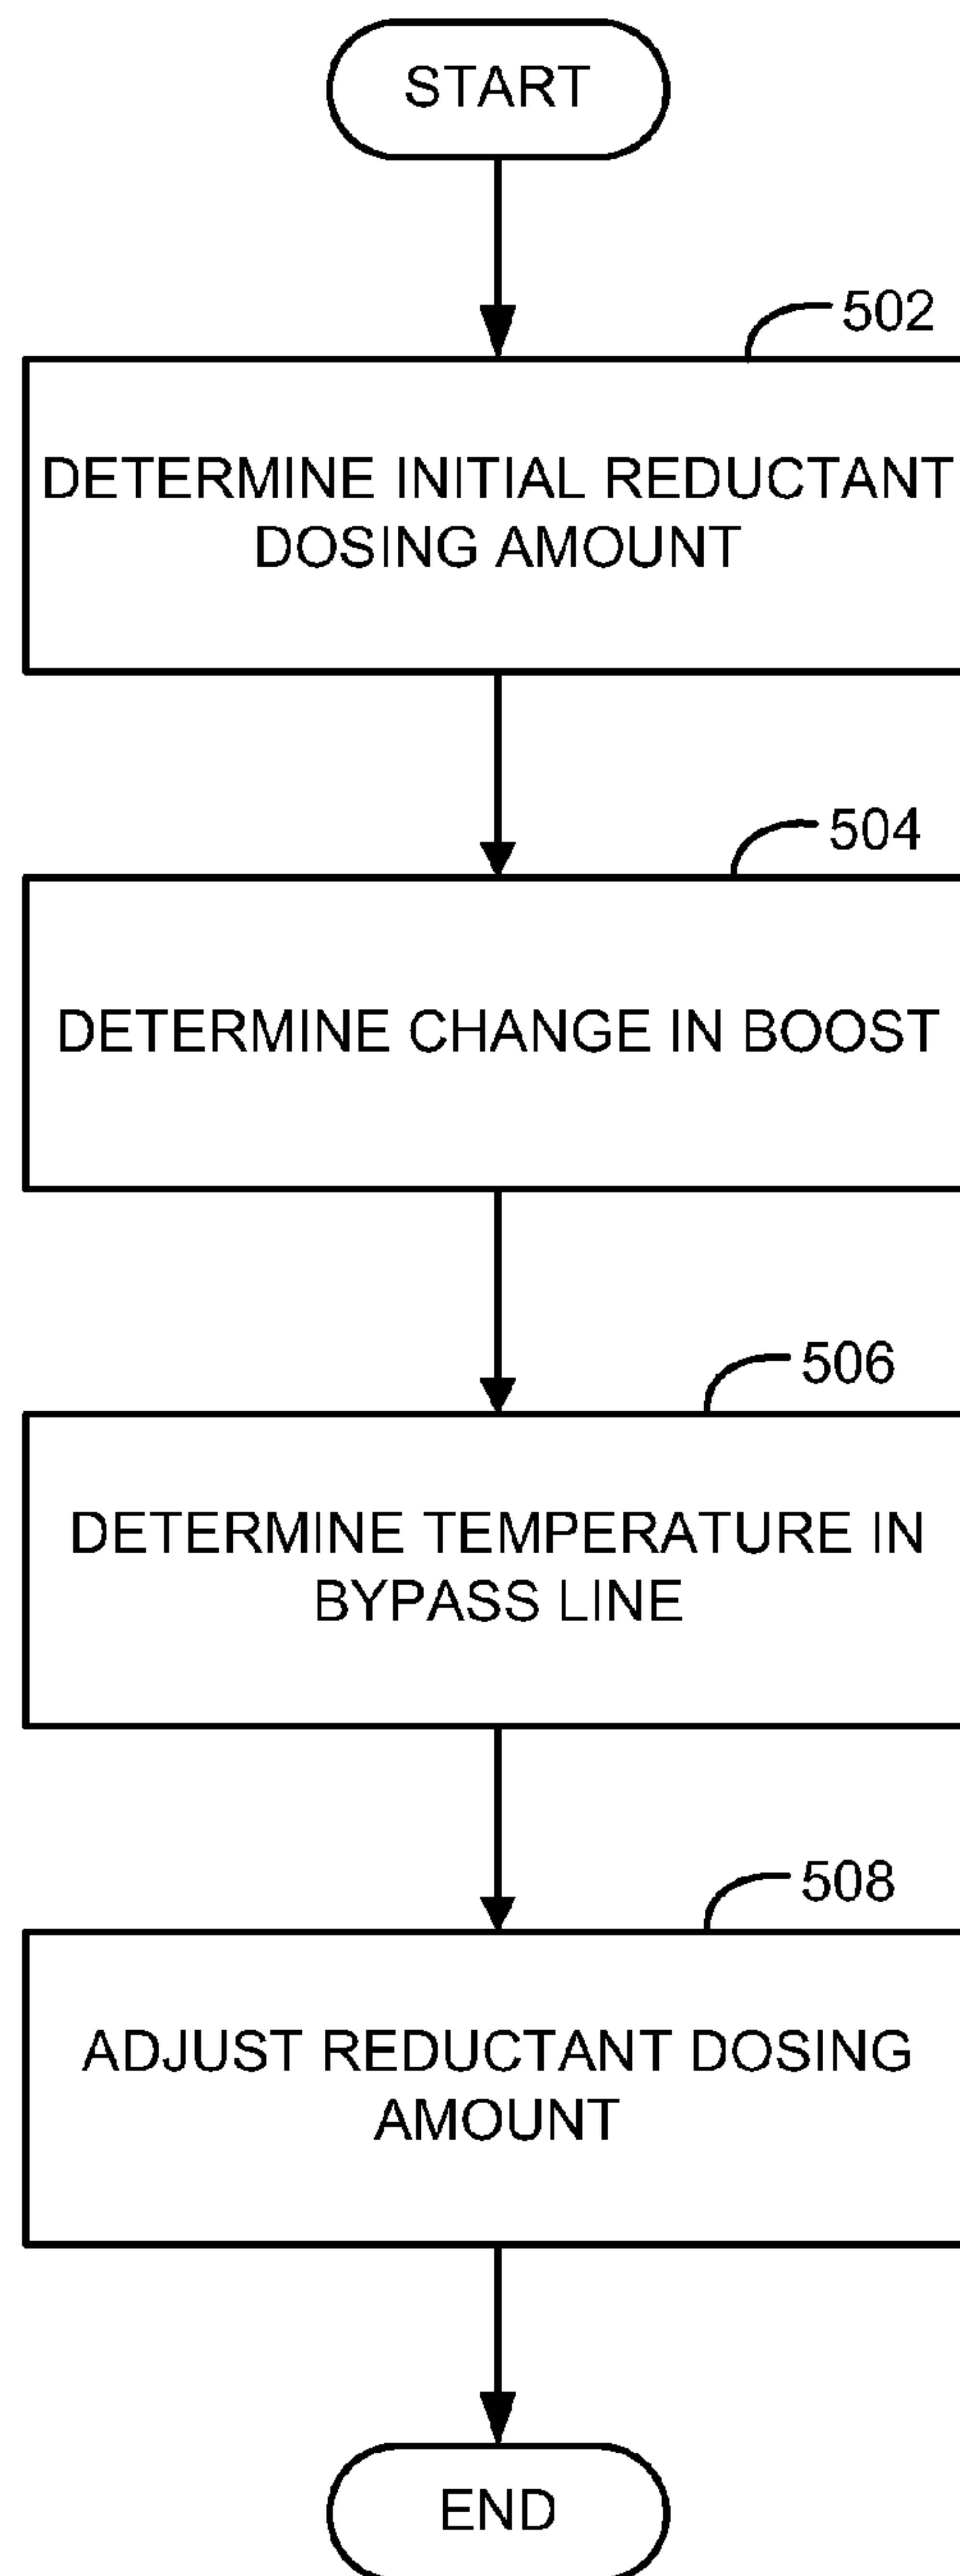 START
502
DETERMINE INITIAL REDUCTANT
DOSING AMOUNT
504
DETERMINE CHANGE IN BOOST
506
DETERMINE TEMPERATURE IN
BYPASS LINE
508
ADJUST REDUCTANT DOSING
AMOUNT
END